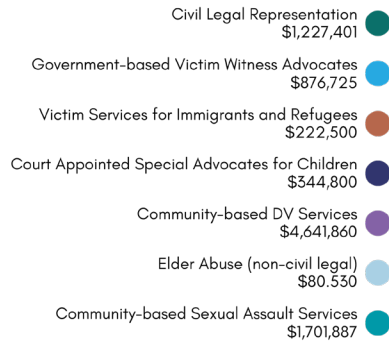 Civil Legal Representation
$1,227,401
Government-based Victim Witness Advocates
$876,725
Victim Services for Immigrants and Refugees
$222,500
Court Appointed Special Advocates for Children
$344,800
Community-based DV Services
$4,641,860
Elder Abuse (non-civil legal)
$80.530
Community-based Sexual Assault Services
$1,701,887